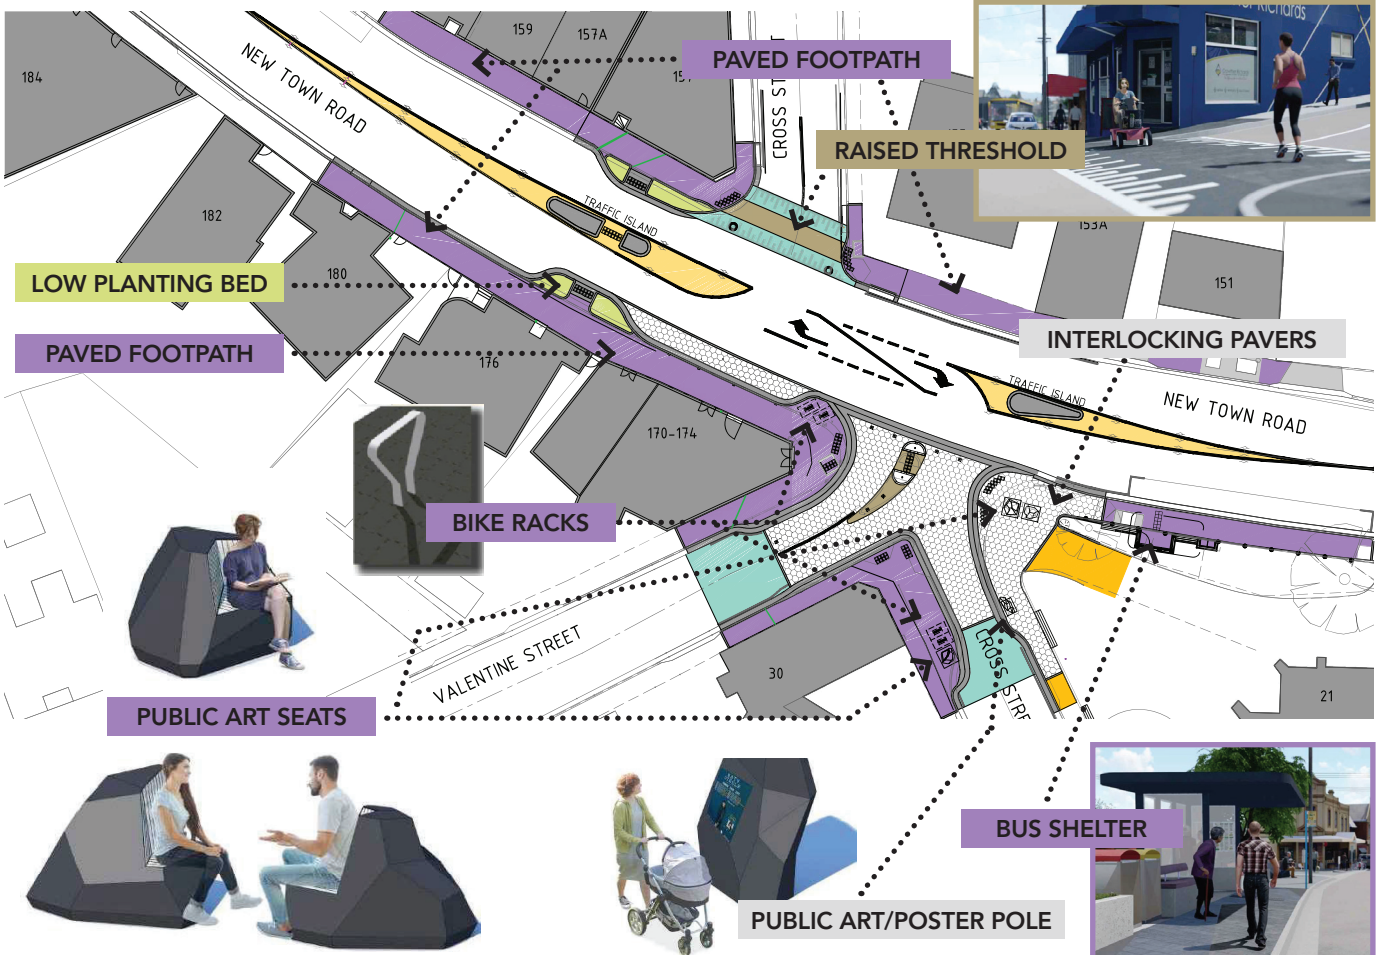 159
157A
184
NEW TOWN ROAD
CROSS ST
PAVED FOOTPATH
Richards
RAISED THRESHOLD
182
TRAFFIC ISLAND
153A
180
151
LOW PLANTING BED
INTERLOCKING PAVERS
PAVED FOOTPATH
176
TRAFFIC ISLAND
NEW TOWN ROAD
170-174
BIKE RACKS
VALENTINE STREET
CROSS STRE
30
21
PUBLIC ART SEATS
BUS SHELTER
PUBLIC ART/POSTER POLE